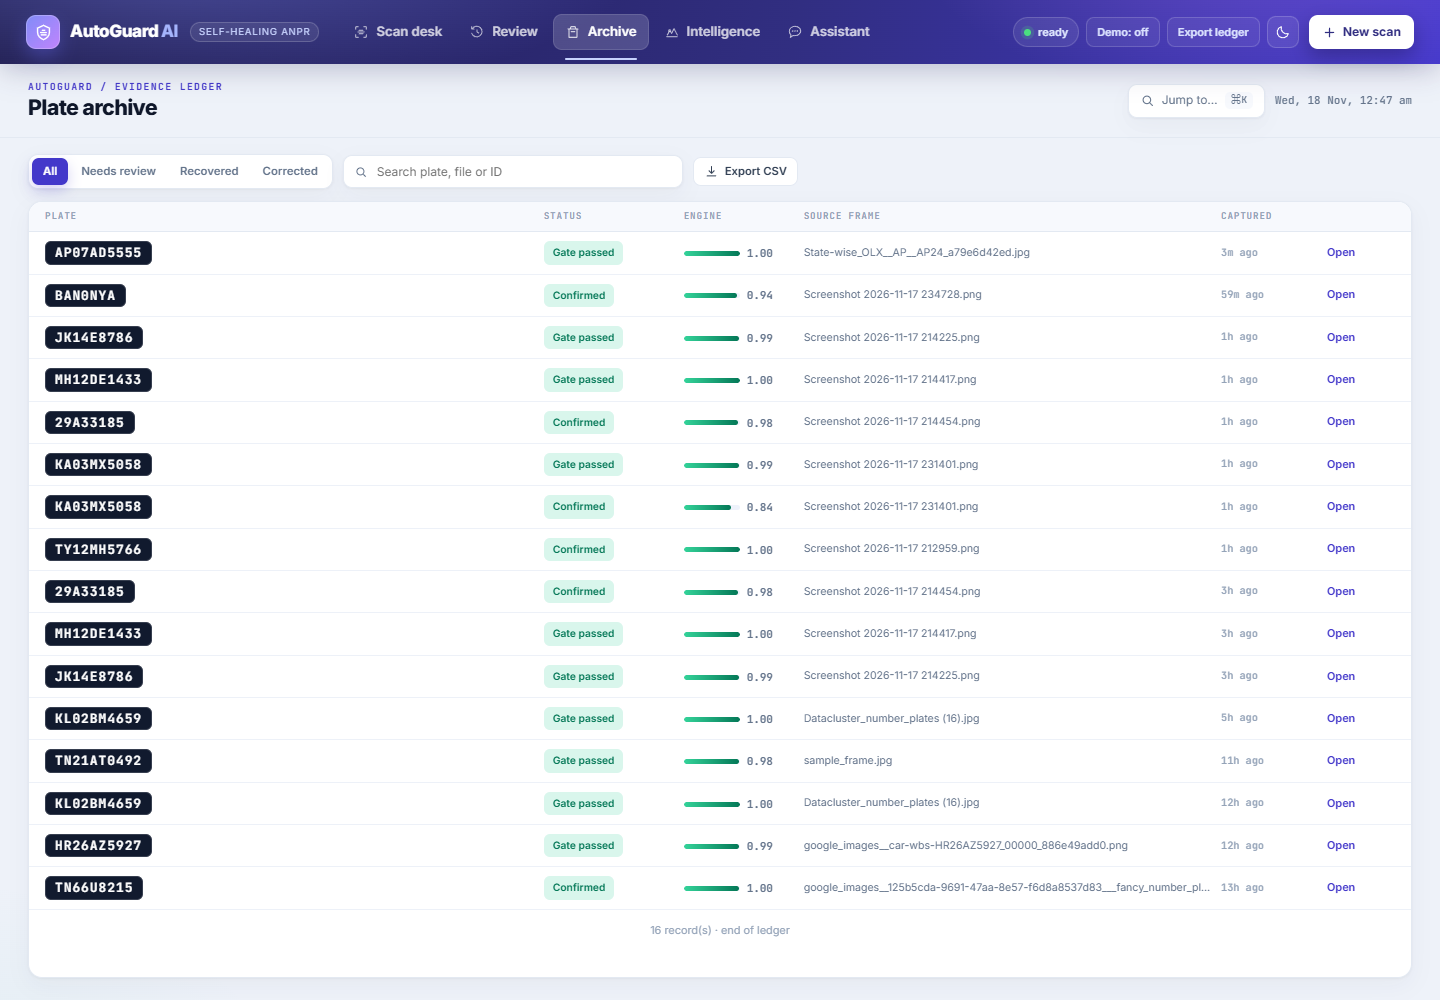 AutoGuard AI SELF-HEALING ANPR Scan desk Review Archive Intelligence Assistant ready Demo: off Export ledger New scan
AUTOGUARD / EVIDENCE LEDGER
Plate archive
Jump to... ⌘K Wed, 18 Nov, 12:47 am
All Needs review Recovered Corrected Search plate, file or ID Export CSV
PLATE STATUS ENGINE SOURCE FRAME CAPTURED
AP07AD5555 Gate passed 1.00 State-wise_OLX__AP__AP24_a79e6d42ed.jpg 3m ago Open
BAN0NYA Confirmed 0.94 Screenshot 2026-11-17 234728.png 59m ago Open
JK14E8786 Gate passed 0.99 Screenshot 2026-11-17 214225.png 1h ago Open
MH12DE1433 Gate passed 1.00 Screenshot 2026-11-17 214417.png 1h ago Open
29A33185 Confirmed 0.98 Screenshot 2026-11-17 214454.png 1h ago Open
KA03MX5058 Gate passed 0.99 Screenshot 2026-11-17 231401.png 1h ago Open
KA03MX5058 Confirmed 0.84 Screenshot 2026-11-17 231401.png 1h ago Open
TY12MH5766 Confirmed 1.00 Screenshot 2026-11-17 212959.png 1h ago Open
29A33185 Confirmed 0.98 Screenshot 2026-11-17 214454.png 3h ago Open
MH12DE1433 Gate passed 1.00 Screenshot 2026-11-17 214417.png 3h ago Open
JK14E8786 Gate passed 0.99 Screenshot 2026-11-17 214225.png 3h ago Open
KL02BM4659 Gate passed 1.00 Datacluster_number_plates (16).jpg 5h ago Open
TN21AT0492 Gate passed 0.98 sample_frame.jpg 11h ago Open
KL02BM4659 Gate passed 1.00 Datacluster_number_plates (16).jpg 12h ago Open
HR26AZ5927 Gate passed 0.99 google_images__car-wbs-HR26AZ5927_00000_886e49add0.png 12h ago Open
TN66U8215 Confirmed 1.00 google_images__125b5cda-9691-47aa-8e57-f6d8a8537d83___fancy_number_pl... 13h ago Open
16 record(s) · end of ledger